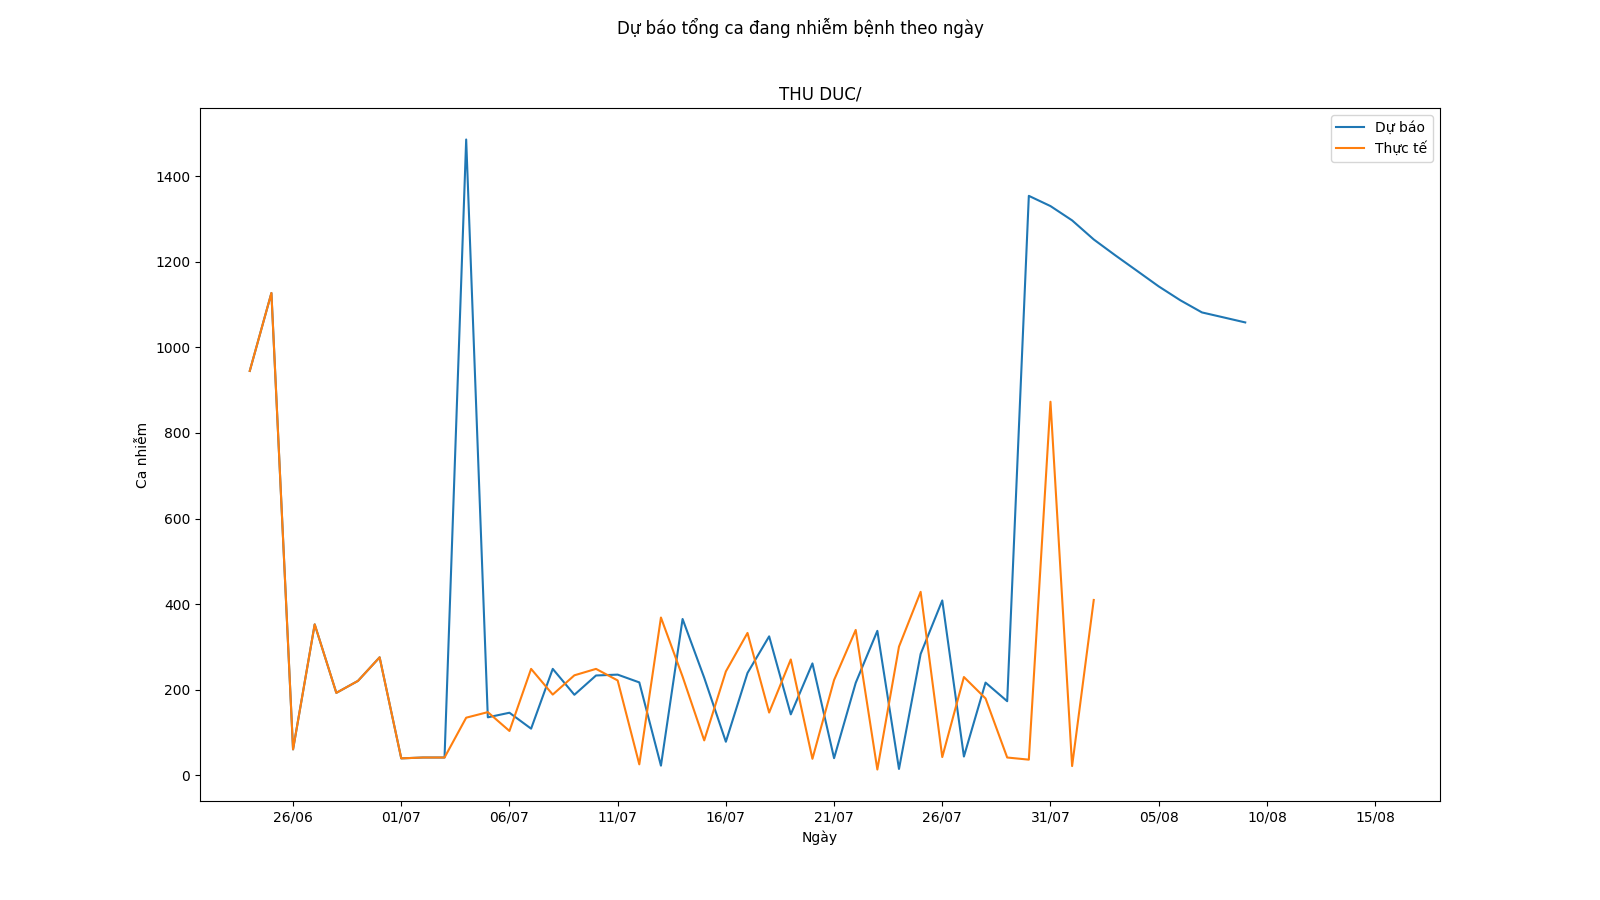 Dự báo tổng ca đang nhiễm bệnh theo ngày
THU DUC/
Dự báo
Thực tế
1400
1200
1000
800
600
400
200
0
Ca nhiễm
26/06 01/07 06/07 11/07 16/07 21/07 26/07 31/07 05/08 10/08 15/08
Ngày